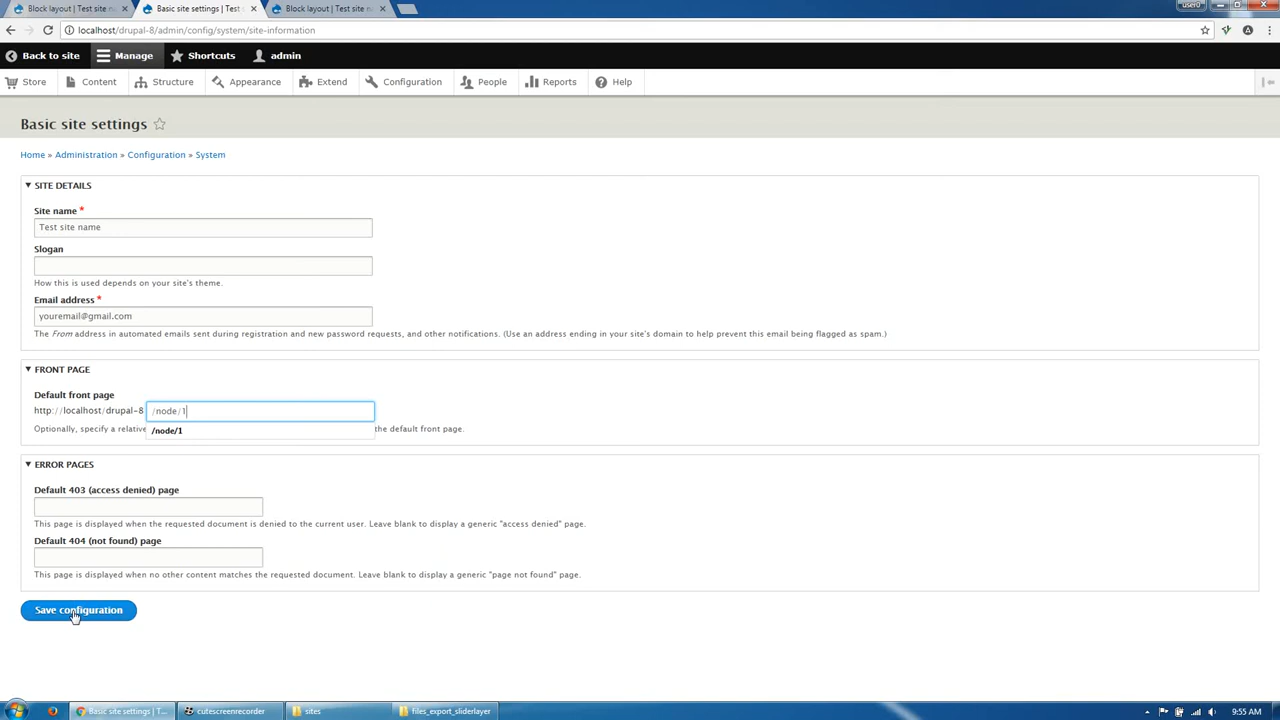 Block layout | Test site n
Basic site settings | Test
Block layout | Test site na
user0
localhost/drupal-8/admin/config/system/site-information
Back to site
Manage
Shortcuts
admin
Store
Content
Structure
Appearance
Extend
Configuration
People
Reports
Help
Basic site settings
Home » Administration » Configuration » System
SITE DETAILS
Site name *
Test site name
Slogan
How this is used depends on your site's theme.
Email address *
youremail@gmail.com
The From address in automated emails sent during registration and new password requests, and other notifications. (Use an address ending in your site's domain to help prevent this email being flagged as spam.)
FRONT PAGE
Default front page
http://localhost/drupal-8 /node/1
Optionally, specify a relative the default front page.
/node/1
ERROR PAGES
Default 403 (access denied) page
This page is displayed when the requested document is denied to the current user. Leave blank to display a generic "access denied" page.
Default 404 (not found) page
This page is displayed when no other content matches the requested document. Leave blank to display a generic "page not found" page.
Save configuration
Basic site settings | T...
cutescreenrecorder
sites
files_export_sliderlayer
9:55 AM